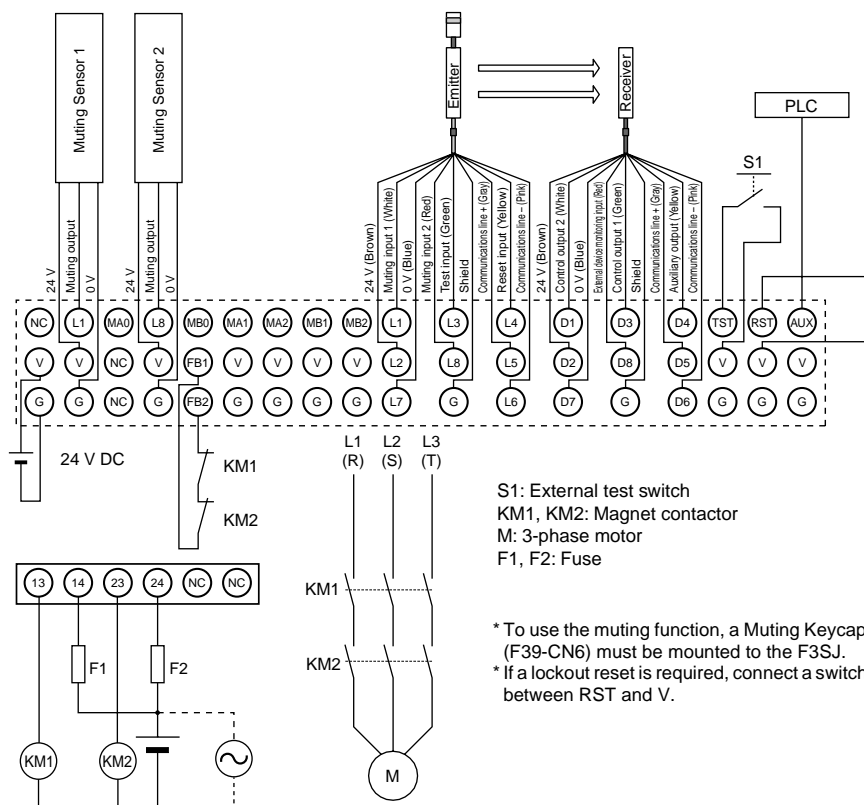 Muting Sensor 1
Muting Sensor 2
Emitter
Receiver
PLC
S1
24 V
Muting output
0 V
24 V
Muting output
0 V
24 V (Brown)
Muting input 1 (White)
0 V (Blue)
Muting input 2 (Red)
Test input (Green)
Shield
Communications line + (Gray)
Reset input (Yellow)
Communications line – (Pink)
24 V (Brown)
Control output 2 (White)
0 V (Blue)
External device monitoring input (Red)
Control output 1 (Green)
Shield
Communications line + (Gray)
Auxiliary output (Yellow)
Communications line – (Pink)
NC L1 MA0 L8 MB0 MA1 MA2 MB1 MB2 L1 L3 L4 D1 D3 D4 TST RST AUX
V V NC V FB1 V V V V L2 L8 L5 D2 D8 D5 V V V
G G NC G FB2 G G G G L7 G L6 D7 G D6 G G G
24 V DC
KM1
KM2
L1 L2 L3
(R) (S) (T)
S1: External test switch
KM1, KM2: Magnet contactor
M: 3-phase motor
F1, F2: Fuse
13 14 23 24 NC NC
F1
F2
KM1
KM2
KM1
KM2
M
* To use the muting function, a Muting Keycap
(F39-CN6) must be mounted to the F3SJ.
* If a lockout reset is required, connect a switch
between RST and V.